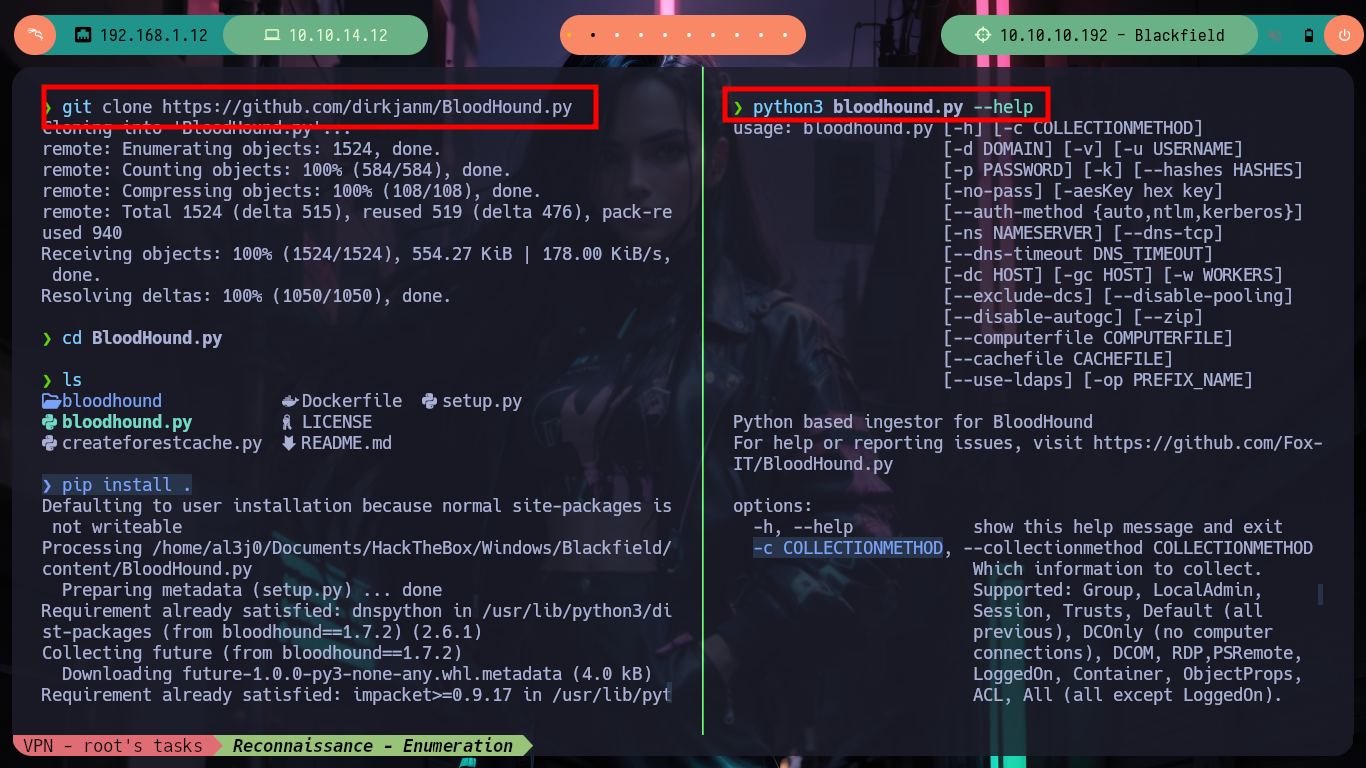 192.168.1.12
10.10.14.12
10.10.10.192 - Blackfield
❯ git clone https://github.com/dirkjanm/BloodHound.py
Cloning into 'BloodHound.py'...
remote: Enumerating objects: 1524, done.
remote: Counting objects: 100% (584/584), done.
remote: Compressing objects: 100% (108/108), done.
remote: Total 1524 (delta 515), reused 519 (delta 476), pack-re
used 940
Receiving objects: 100% (1524/1524), 554.27 KiB | 178.00 KiB/s,
done.
Resolving deltas: 100% (1050/1050), done.
❯ cd BloodHound.py
❯ ls
bloodhound Dockerfile setup.py
bloodhound.py LICENSE
createforestcache.py README.md
❯ pip install .
Defaulting to user installation because normal site-packages is
not writeable
Processing /home/al3j0/Documents/HackTheBox/Windows/Blackfield/
content/BloodHound.py
Preparing metadata (setup.py) ... done
Requirement already satisfied: dnspython in /usr/lib/python3/di
st-packages (from bloodhound==1.7.2) (2.6.1)
Collecting future (from bloodhound==1.7.2)
Downloading future-1.0.0-py3-none-any.whl.metadata (4.0 kB)
Requirement already satisfied: impacket>=0.9.17 in /usr/lib/pyt
❯ python3 bloodhound.py --help
usage: bloodhound.py [-h] [-c COLLECTIONMETHOD]
[-d DOMAIN] [-v] [-u USERNAME]
[-p PASSWORD] [-k] [--hashes HASHES]
[-no-pass] [-aesKey hex key]
[--auth-method {auto,ntlm,kerberos}]
[-ns NAMESERVER] [--dns-tcp]
[--dns-timeout DNS_TIMEOUT]
[-dc HOST] [-gc HOST] [-w WORKERS]
[--exclude-dcs] [--disable-pooling]
[--disable-autogc] [--zip]
[--computerfile COMPUTERFILE]
[--cachefile CACHEFILE]
[--use-ldaps] [-op PREFIX_NAME]
Python based ingestor for BloodHound
For help or reporting issues, visit https://github.com/Fox-
IT/BloodHound.py
options:
-h, --help show this help message and exit
-c COLLECTIONMETHOD, --collectionmethod COLLECTIONMETHOD
Which information to collect.
Supported: Group, LocalAdmin,
Session, Trusts, Default (all
previous), DCOnly (no computer
connections), DCOM, RDP,PSRemote,
LoggedOn, Container, ObjectProps,
ACL, All (all except LoggedOn).
VPN - root's tasks
Reconnaissance - Enumeration